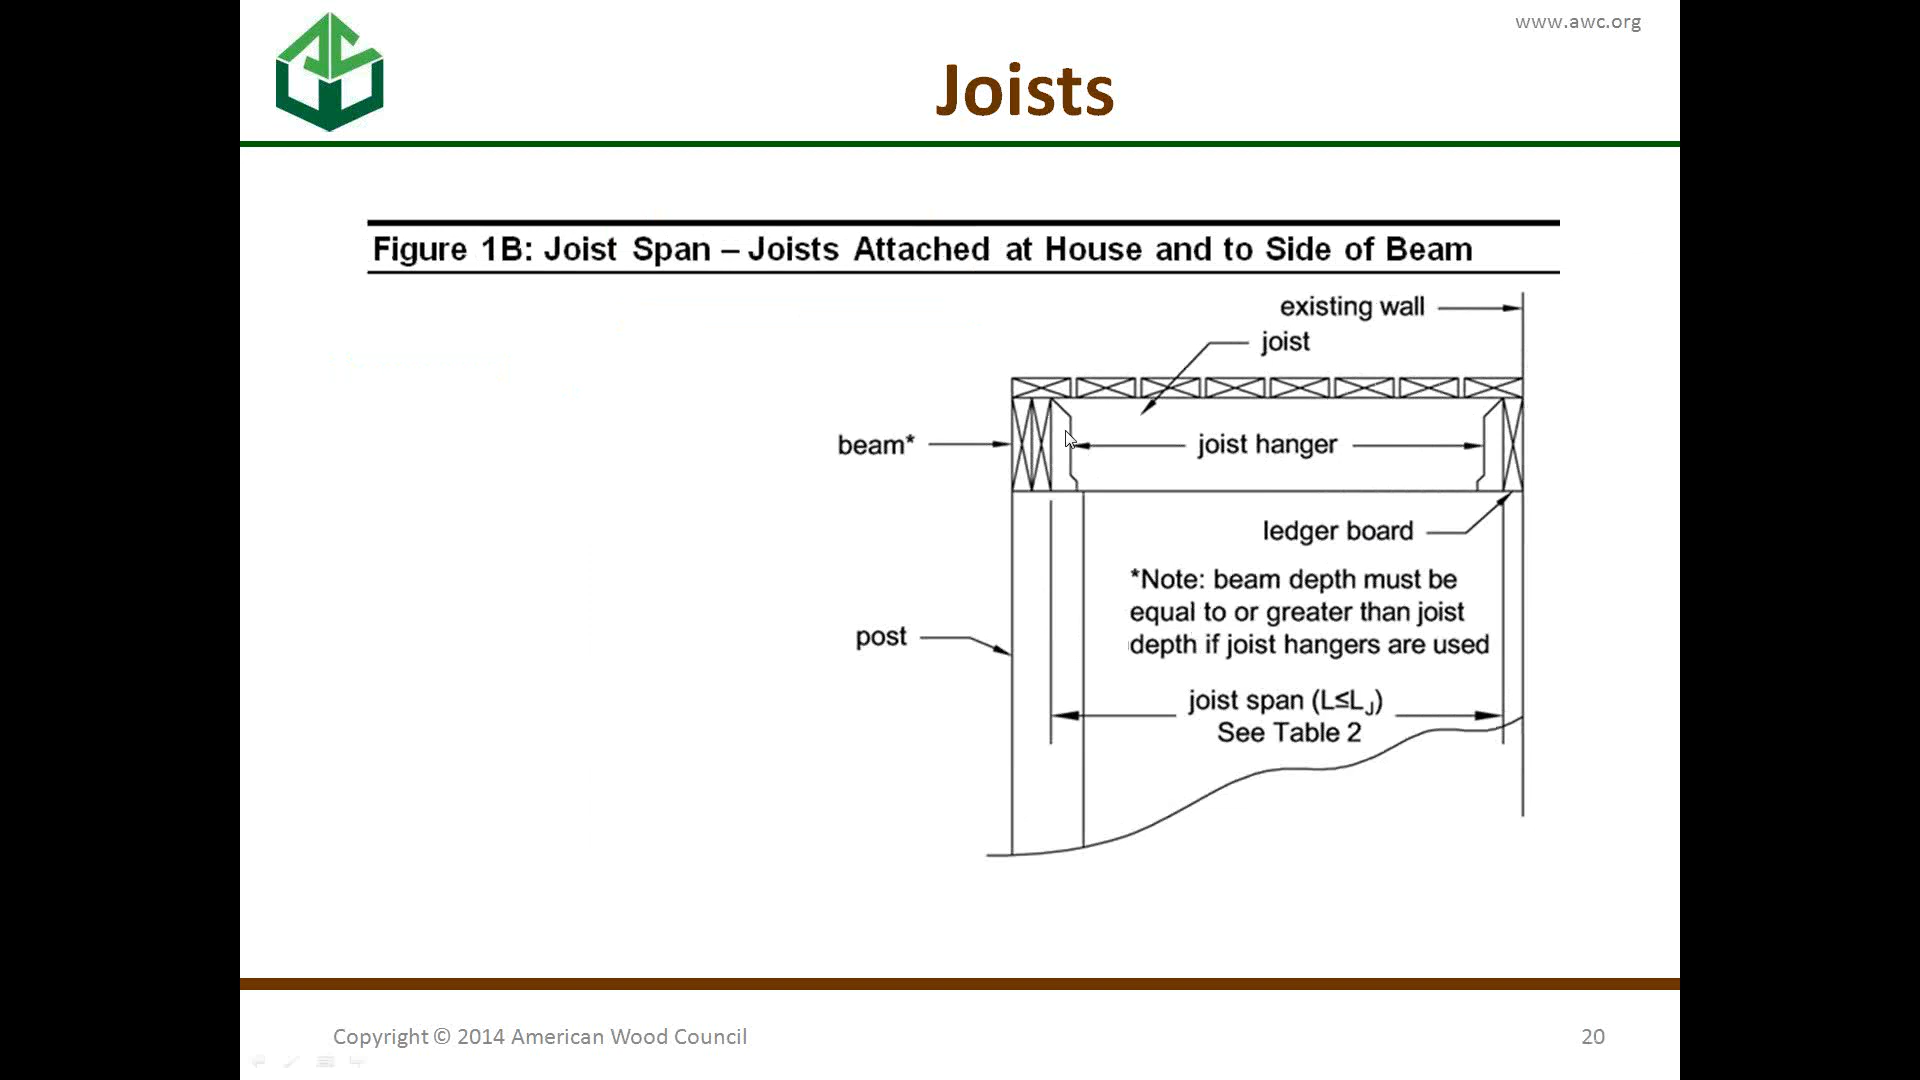 www.awc.org
Joists
Figure 1B: Joist Span – Joists Attached at House and to Side of Beam
existing wall
joist
beam*
joist hanger
ledger board
*Note: beam depth must be
equal to or greater than joist
depth if joist hangers are used
post
joist span (L≤LJ)
See Table 2
Copyright © 2014 American Wood Council
20